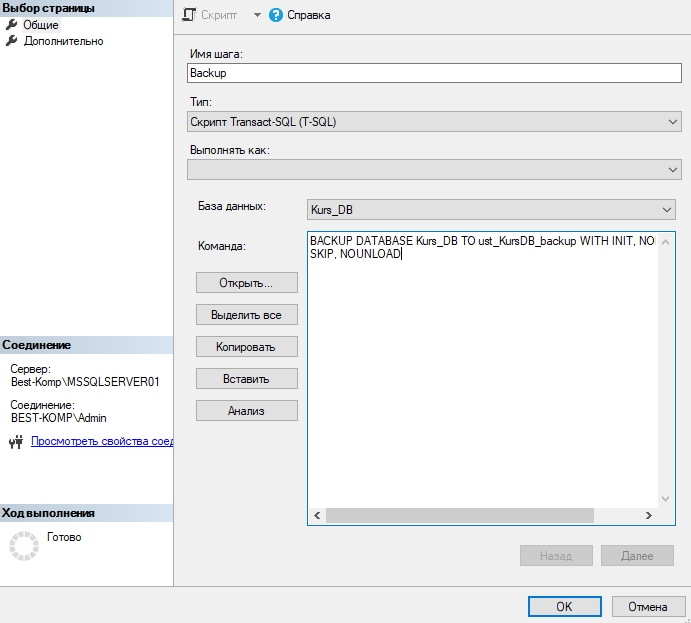 Выбор страницы
Общие
Дополнительно
Скрипт
Справка
Имя шага:
Backup
Тип:
Скрипт Transact-SQL (T-SQL)
Выполнять как:
База данных:
Kurs_DB
Команда:
BACKUP DATABASE Kurs_DB TO ust_KursDB_backup WITH INIT, NO
SKIP, NOUNLOAD
Открыть...
Выделить все
Копировать
Вставить
Анализ
Соединение
Сервер:
Best-Komp\MSSQLSERVER01
Соединение:
BEST-KOMP\Admin
Просмотреть свойства соед
Ход выполнения
Готово
Назад
Далее
OK
Отмена